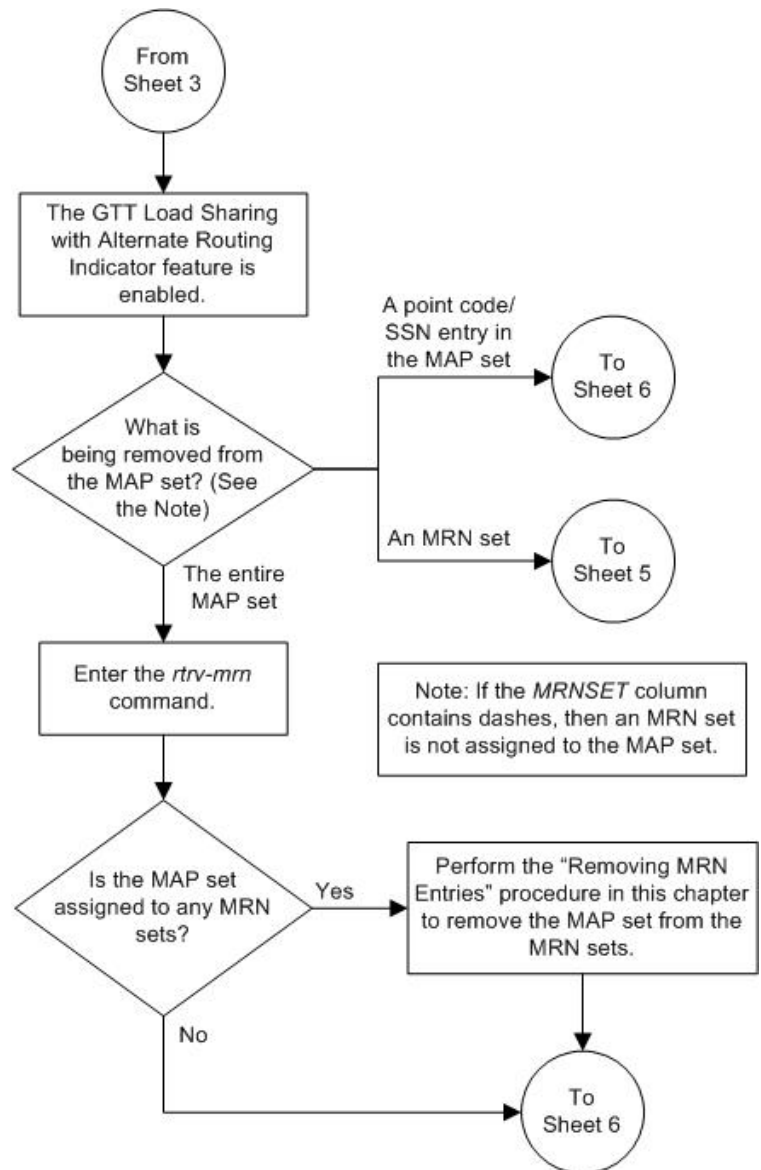 From
Sheet 3
The GTT Load Sharing
with Alternate Routing
Indicator feature is
enabled.
A point code/
SSN entry in
the MAP set
To
Sheet 6
What is
being removed from
the MAP set? (See
the Note)
An MRN set
To
Sheet 5
The entire
MAP set
Enter the rtrv-mrn
command.
Note: If the MRNSET column
contains dashes, then an MRN set
is not assigned to the MAP set.
Is the MAP set
assigned to any MRN
sets?
Yes
Perform the “Removing MRN
Entries” procedure in this chapter
to remove the MAP set from the
MRN sets.
No
To
Sheet 6